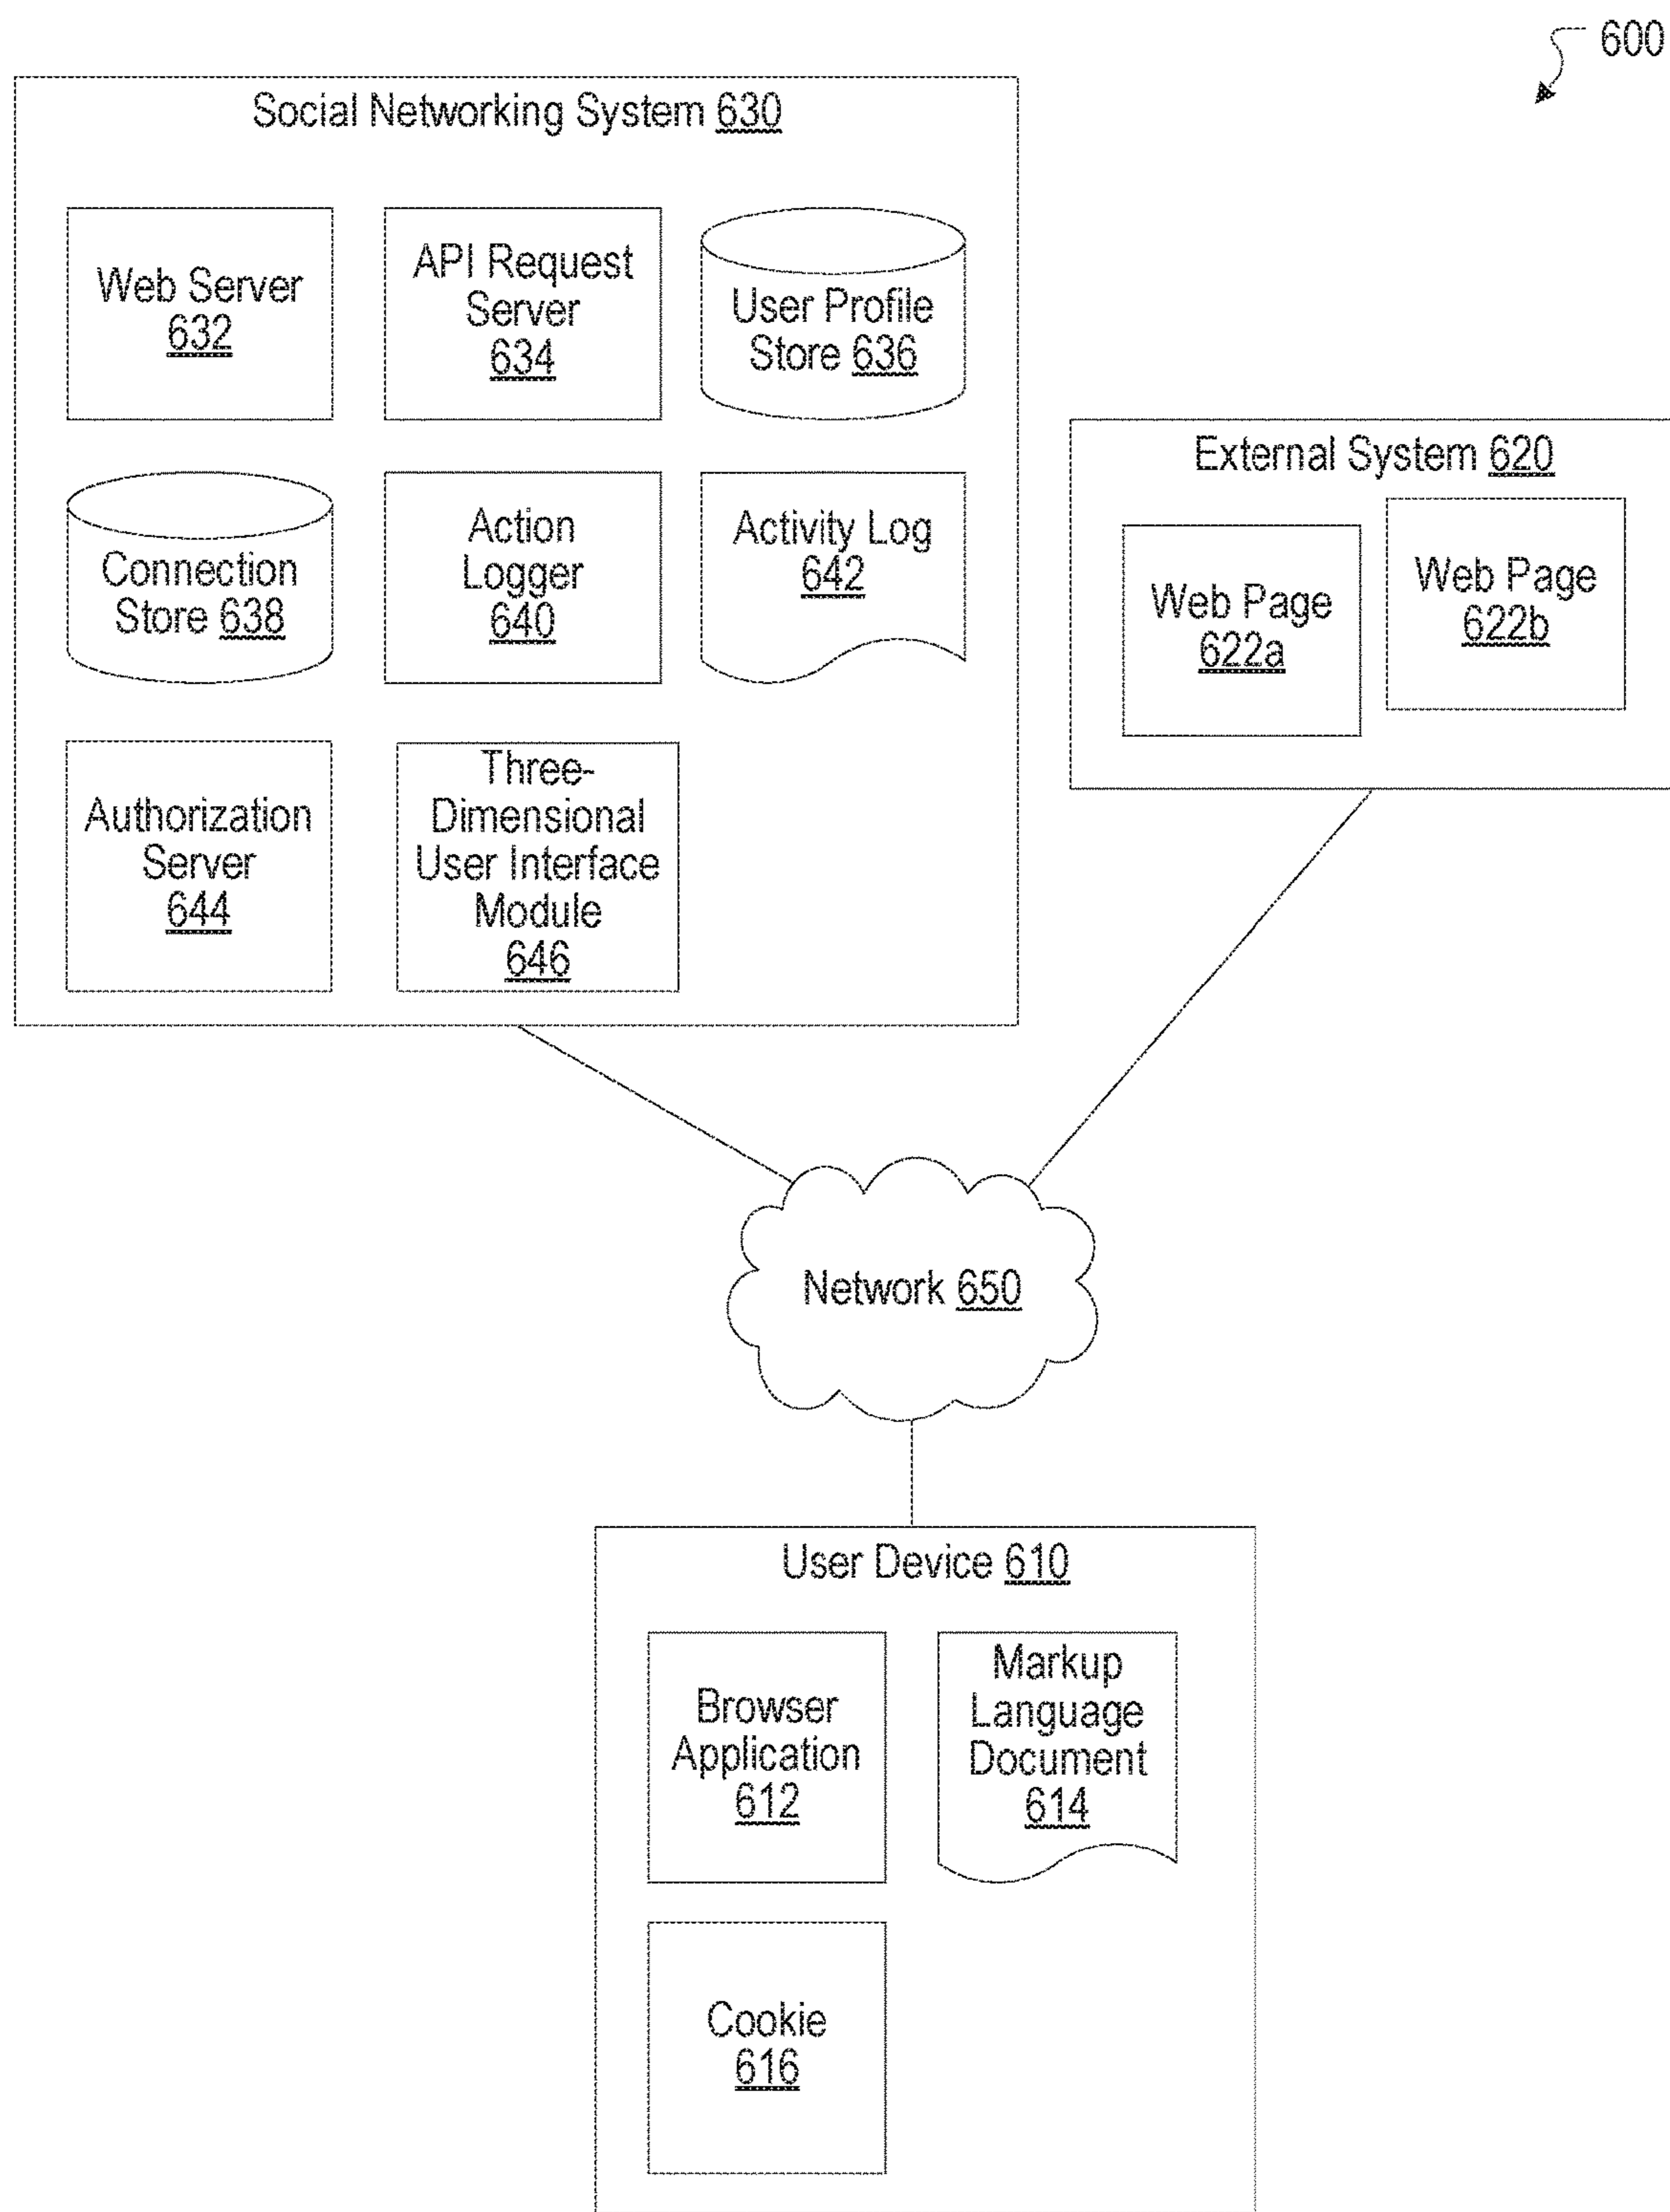 600
Social Networking System 630
Web Server
632
API Request
Server
634
User Profile
Store 636
Connection
Store 638
Action
Logger
640
Activity Log
642
Authorization
Server
644
Three-
Dimensional
User Interface
Module
646
External System 620
Web Page
622a
Web Page
622b
Network 650
User Device 610
Browser
Application
612
Markup
Language
Document
614
Cookie
616